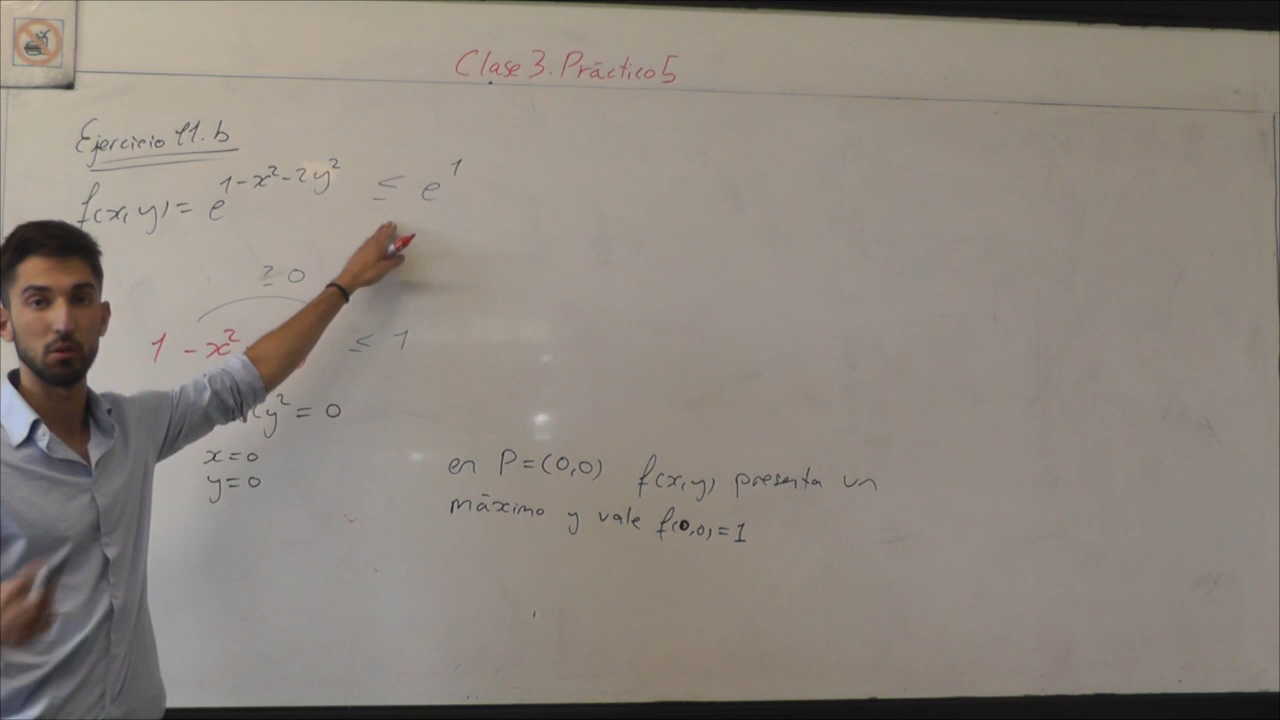 Clase 3. Práctico 5
Ejercicio 11.b
f(x,y) = e^{1-x²-2y²} ≤ e^1
≥ 0
1 - x² ≤ 1
y² = 0
x=0
y=0
en P=(0,0) f(x,y) presenta un
máximo y vale f(0,0)=1